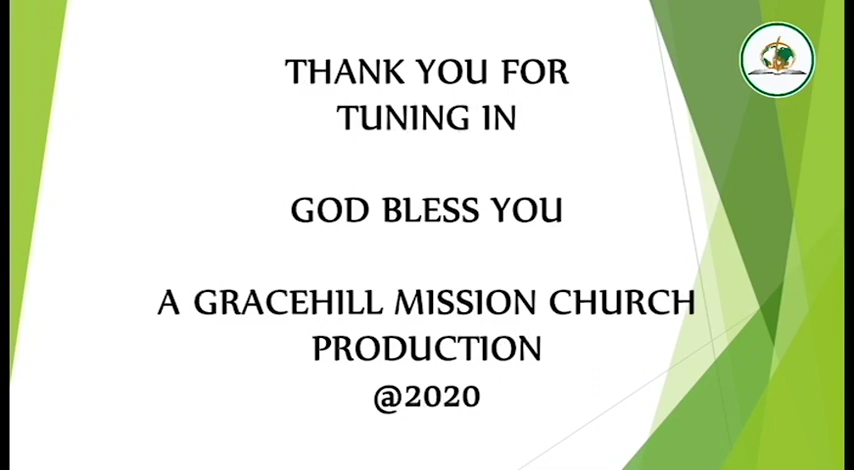 THANK YOU FOR
TUNING IN
GOD BLESS YOU
A GRACEHILL MISSION CHURCH
PRODUCTION
@2020